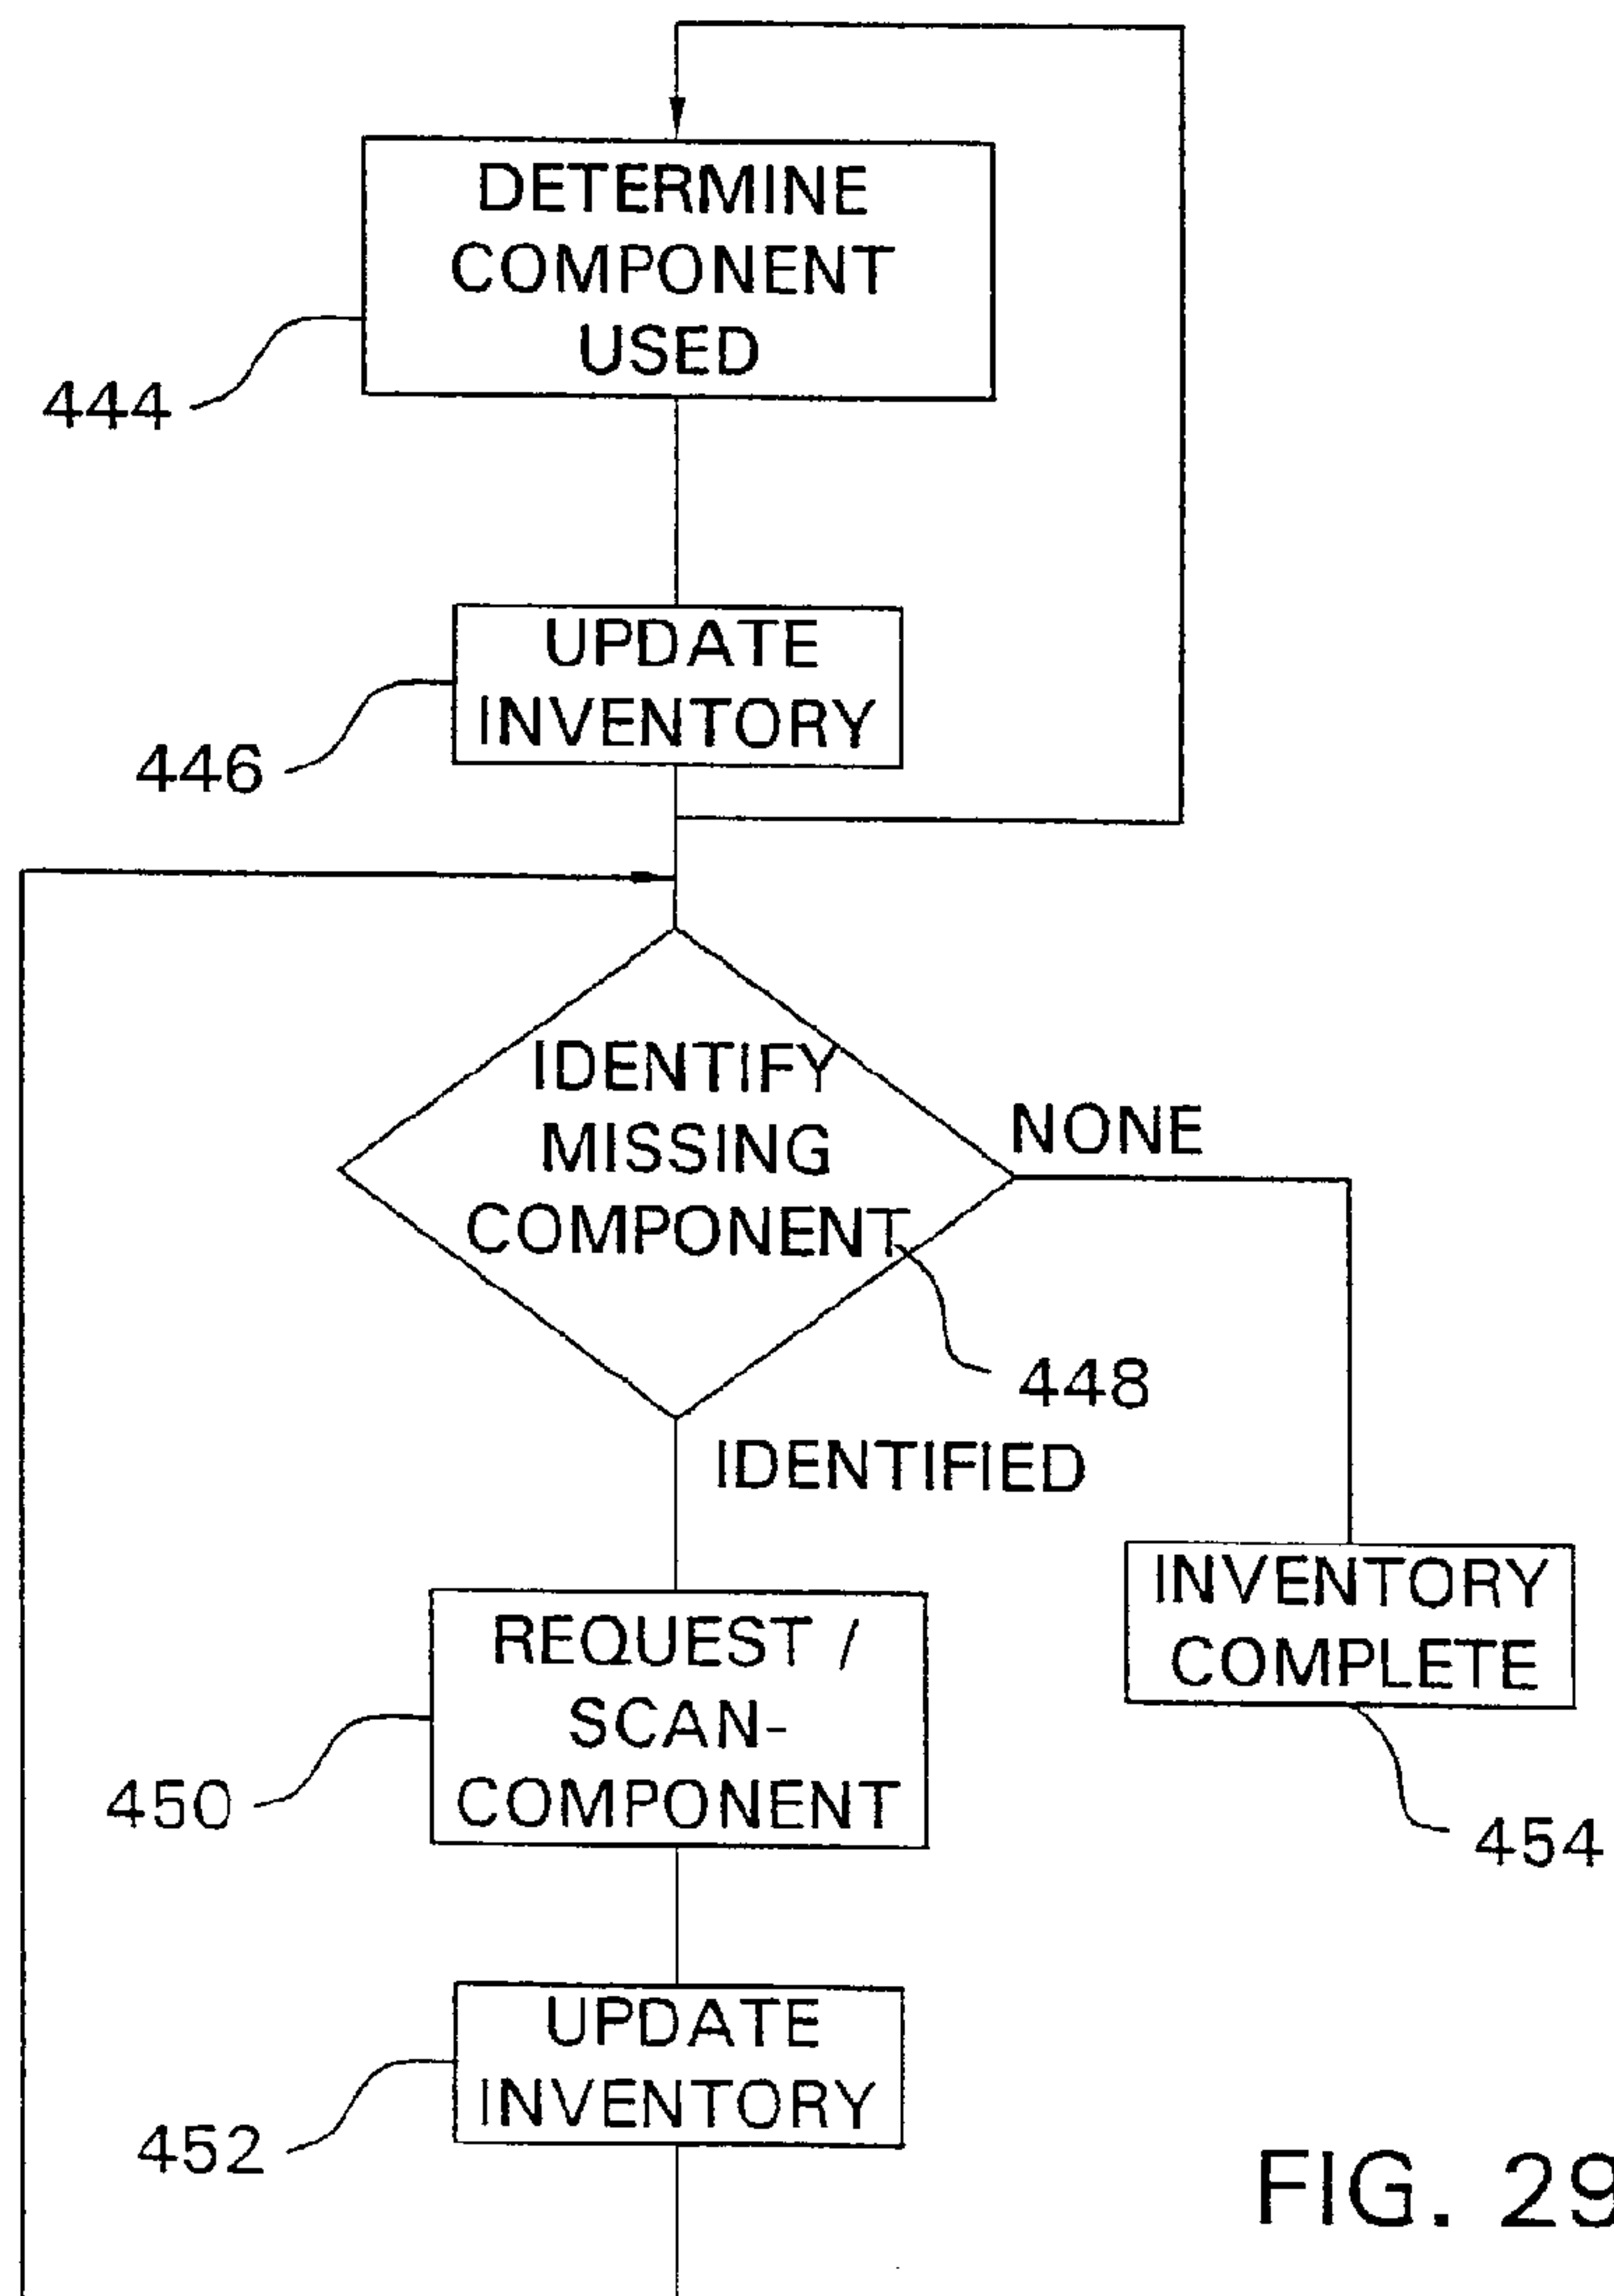 DETERMINE
COMPONENT
USED
444
UPDATE
INVENTORY
446
IDENTIFY
MISSING
COMPONENT
NONE
448
IDENTIFIED
REQUEST /
SCAN-
COMPONENT
450
INVENTORY
COMPLETE
454
UPDATE
INVENTORY
452
FIG. 29